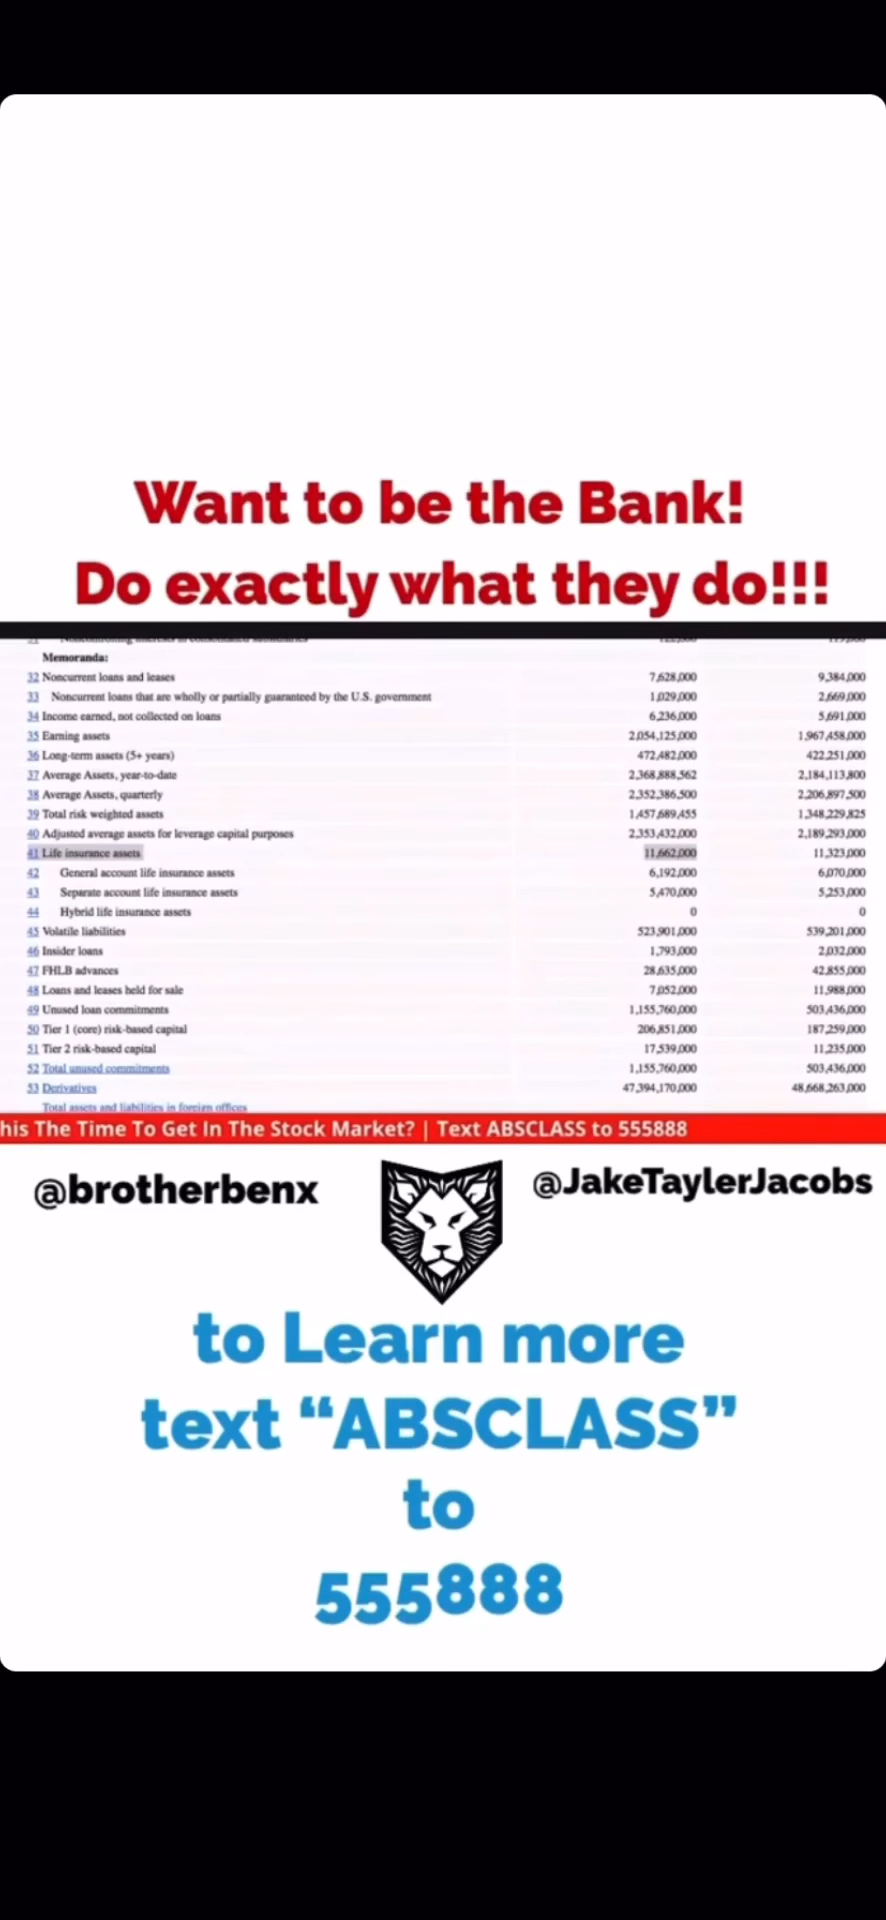 Want to be the Bank!
Do exactly what they do!!!
31 Noncontrolling interests in consolidated subsidiaries
Memoranda:
32 Noncurrent loans and leases 7,628,000 9,384,000
33 Noncurrent loans that are wholly or partially guaranteed by the U.S. government 1,029,000 2,669,000
34 Income earned, not collected on loans 6,236,000 5,691,000
35 Earning assets 2,054,125,000 1,967,458,000
36 Long-term assets (5+ years) 472,482,000 422,251,000
37 Average Assets, year-to-date 2,368,888,562 2,184,113,800
38 Average Assets, quarterly 2,352,386,500 2,206,897,500
39 Total risk weighted assets 1,457,689,455 1,348,229,825
40 Adjusted average assets for leverage capital purposes 2,353,432,000 2,189,293,000
41 Life insurance assets 11,662,000 11,323,000
42 General account life insurance assets 6,192,000 6,070,000
43 Separate account life insurance assets 5,470,000 5,253,000
44 Hybrid life insurance assets 0 0
45 Volatile liabilities 523,901,000 539,201,000
46 Insider loans 1,793,000 2,032,000
47 FHLB advances 28,635,000 42,855,000
48 Loans and leases held for sale 7,052,000 11,988,000
49 Unused loan commitments 1,155,760,000 503,436,000
50 Tier 1 (core) risk-based capital 206,851,000 187,259,000
51 Tier 2 risk-based capital 17,539,000 11,235,000
52 Total unused commitments 1,155,760,000 503,436,000
53 Derivatives 47,394,170,000 48,668,263,000
Total assets and liabilities in foreign offices
his The Time To Get In The Stock Market? | Text ABSCLASS to 555888
@brotherbenx @JakeTaylerJacobs
to Learn more
text “ABSCLASS”
to
555888